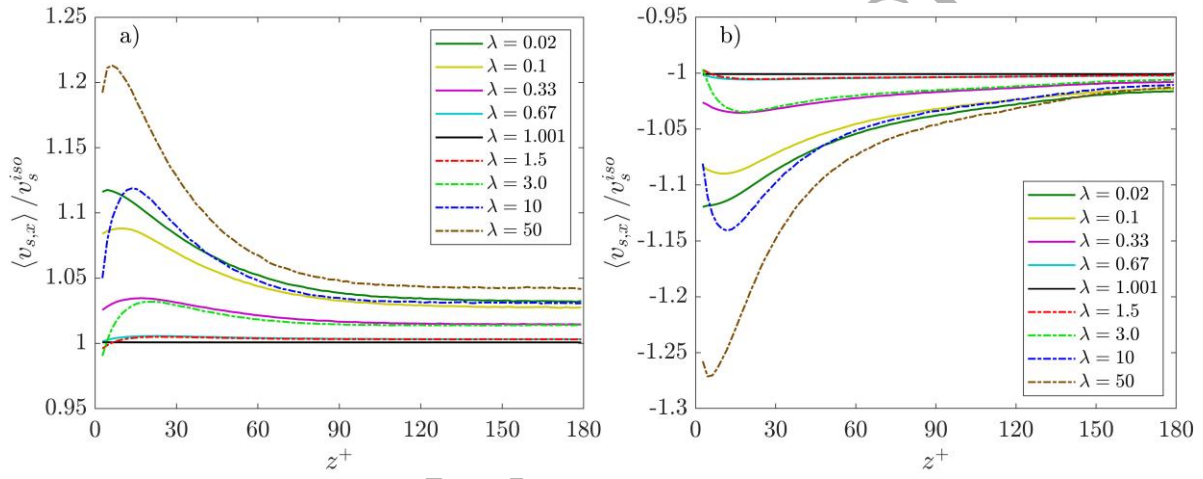 a)
1.25
1.2
1.15
1.1
1.05
1
0.95
⟨v_{s,x}⟩ / v_s^{iso}
0 30 60 90 120 150 180
z^+
λ = 0.02
λ = 0.1
λ = 0.33
λ = 0.67
λ = 1.001
λ = 1.5
λ = 3.0
λ = 10
λ = 50
b)
-0.95
-1
-1.05
-1.1
-1.15
-1.2
-1.25
-1.3
⟨v_{s,x}⟩ / v_s^{iso}
0 30 60 90 120 150 180
z^+
λ = 0.02
λ = 0.1
λ = 0.33
λ = 0.67
λ = 1.001
λ = 1.5
λ = 3.0
λ = 10
λ = 50